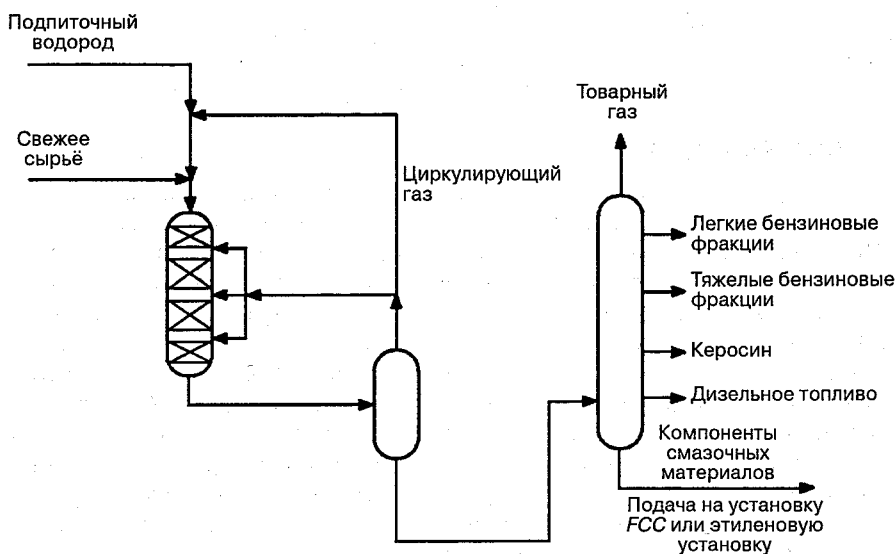 Подпиточный
водород
Свежее
сырьё
Циркулирующий
газ
Товарный
газ
Легкие бензиновые
фракции
Тяжелые бензиновые
фракции
Керосин
Дизельное топливо
Компоненты
смазочных
материалов
Подача на установку
FCC или этиленовую
установку